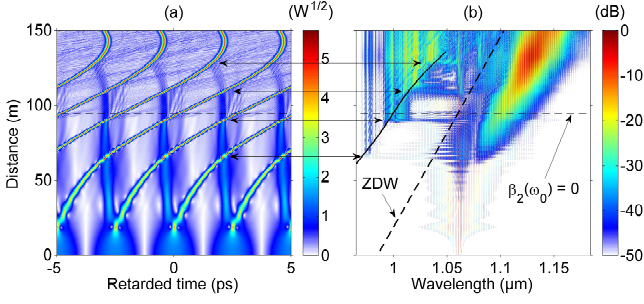 (a) (W^1/2) (b) (dB)
150 5 0
100 4 -10
Distance (m) 3 -20
50 2 ZDW β₂(ω₀) = 0 -30
1 -40
0 0 -50
-5 0 5 1 1.05 1.1 1.15
Retarded time (ps) Wavelength (μm)